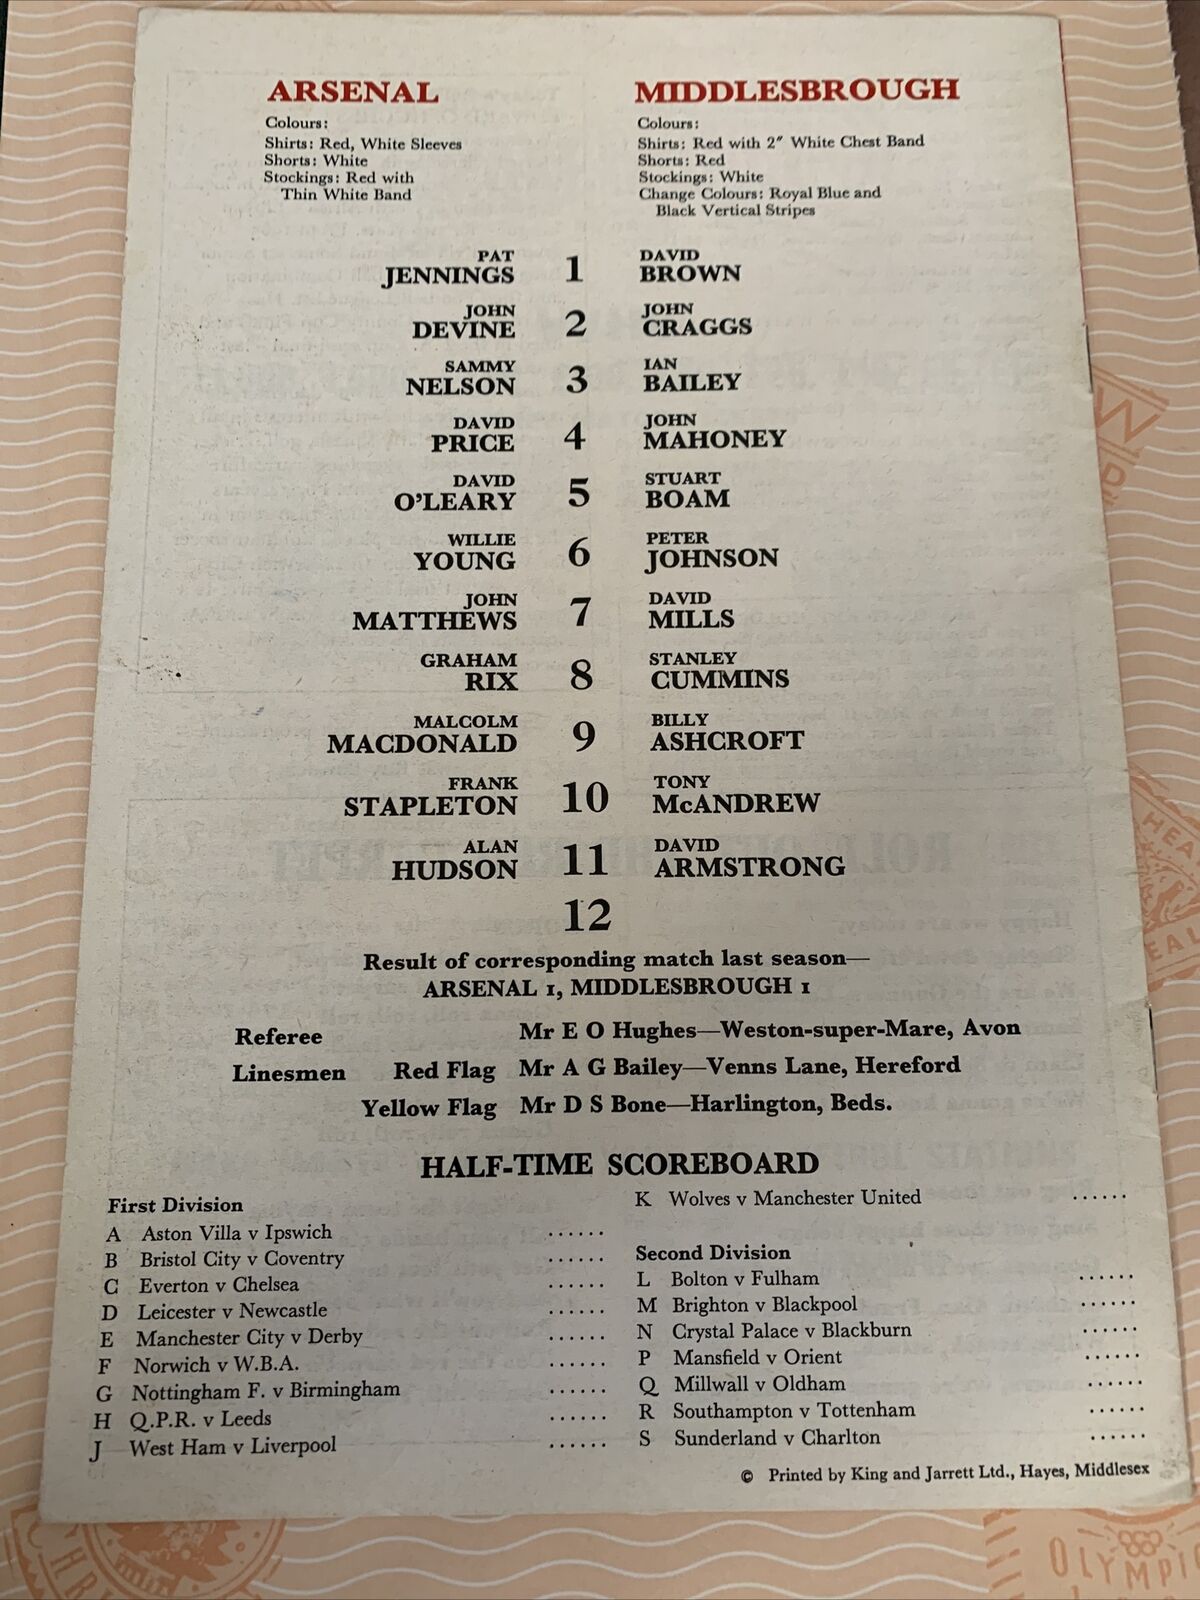 ARSENAL
Colours:
Shirts: Red, White Sleeves
Shorts: White
Stockings: Red with
Thin White Band
MIDDLESBROUGH
Colours:
Shirts: Red with 2″ White Chest Band
Shorts: Red
Stockings: White
Change Colours: Royal Blue and
Black Vertical Stripes
PAT JENNINGS 1 DAVID BROWN
JOHN DEVINE 2 JOHN CRAGGS
SAMMY NELSON 3 IAN BAILEY
DAVID PRICE 4 JOHN MAHONEY
DAVID O'LEARY 5 STUART BOAM
WILLIE YOUNG 6 PETER JOHNSON
JOHN MATTHEWS 7 DAVID MILLS
GRAHAM RIX 8 STANLEY CUMMINS
MALCOLM MACDONALD 9 BILLY ASHCROFT
FRANK STAPLETON 10 TONY McANDREW
ALAN HUDSON 11 DAVID ARMSTRONG
12
Result of corresponding match last season—
ARSENAL 1, MIDDLESBROUGH 1
Referee Mr E O Hughes—Weston-super-Mare, Avon
Linesmen Red Flag Mr A G Bailey—Venns Lane, Hereford
Yellow Flag Mr D S Bone—Harlington, Beds.
HALF-TIME SCOREBOARD
First Division
A Aston Villa v Ipswich ......
B Bristol City v Coventry ......
C Everton v Chelsea ......
D Leicester v Newcastle ......
E Manchester City v Derby ......
F Norwich v W.B.A. ......
G Nottingham F. v Birmingham ......
H Q.P.R. v Leeds ......
J West Ham v Liverpool ......
K Wolves v Manchester United ......
Second Division
L Bolton v Fulham ......
M Brighton v Blackpool ......
N Crystal Palace v Blackburn ......
P Mansfield v Orient ......
Q Millwall v Oldham ......
R Southampton v Tottenham ......
S Sunderland v Charlton ......
© Printed by King and Jarrett Ltd., Hayes, Middlesex